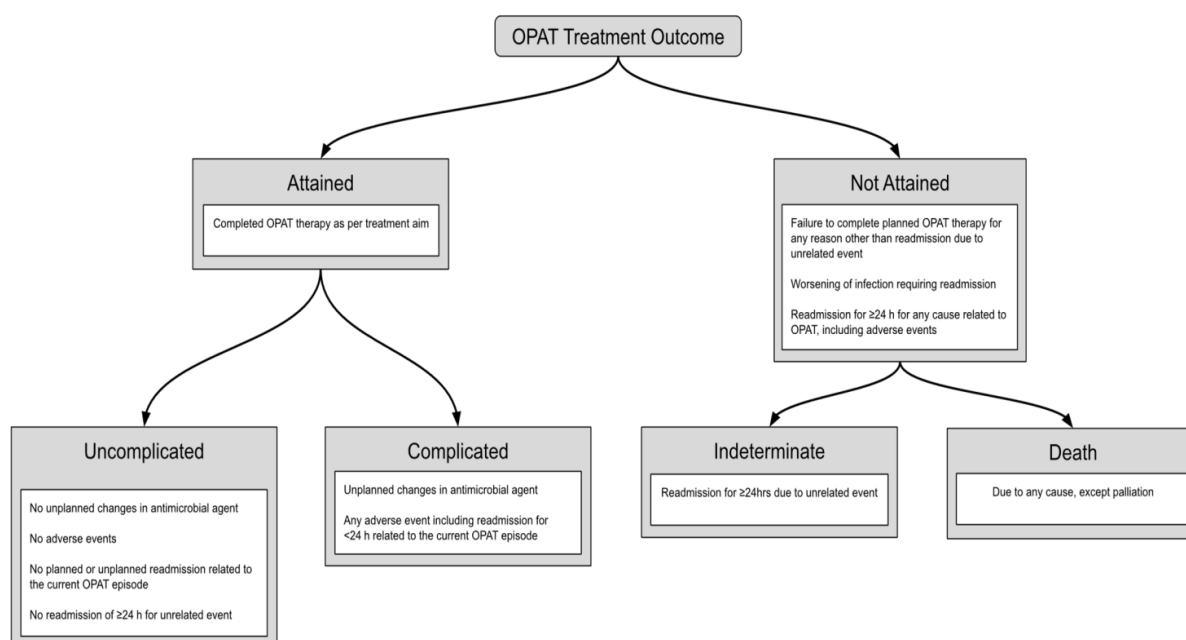 OPAT Treatment Outcome
Attained
Completed OPAT therapy as per treatment aim
Not Attained
Failure to complete planned OPAT therapy for
any reason other than readmission due to
unrelated event
Worsening of infection requiring readmission
Readmission for ≥24 h for any cause related to
OPAT, including adverse events
Uncomplicated
No unplanned changes in antimicrobial agent
No adverse events
No planned or unplanned readmission related to
the current OPAT episode
No readmission of ≥24 h for unrelated event
Complicated
Unplanned changes in antimicrobial agent
Any adverse event including readmission for
<24 h related to the current OPAT episode
Indeterminate
Readmission for ≥24hrs due to unrelated event
Death
Due to any cause, except palliation